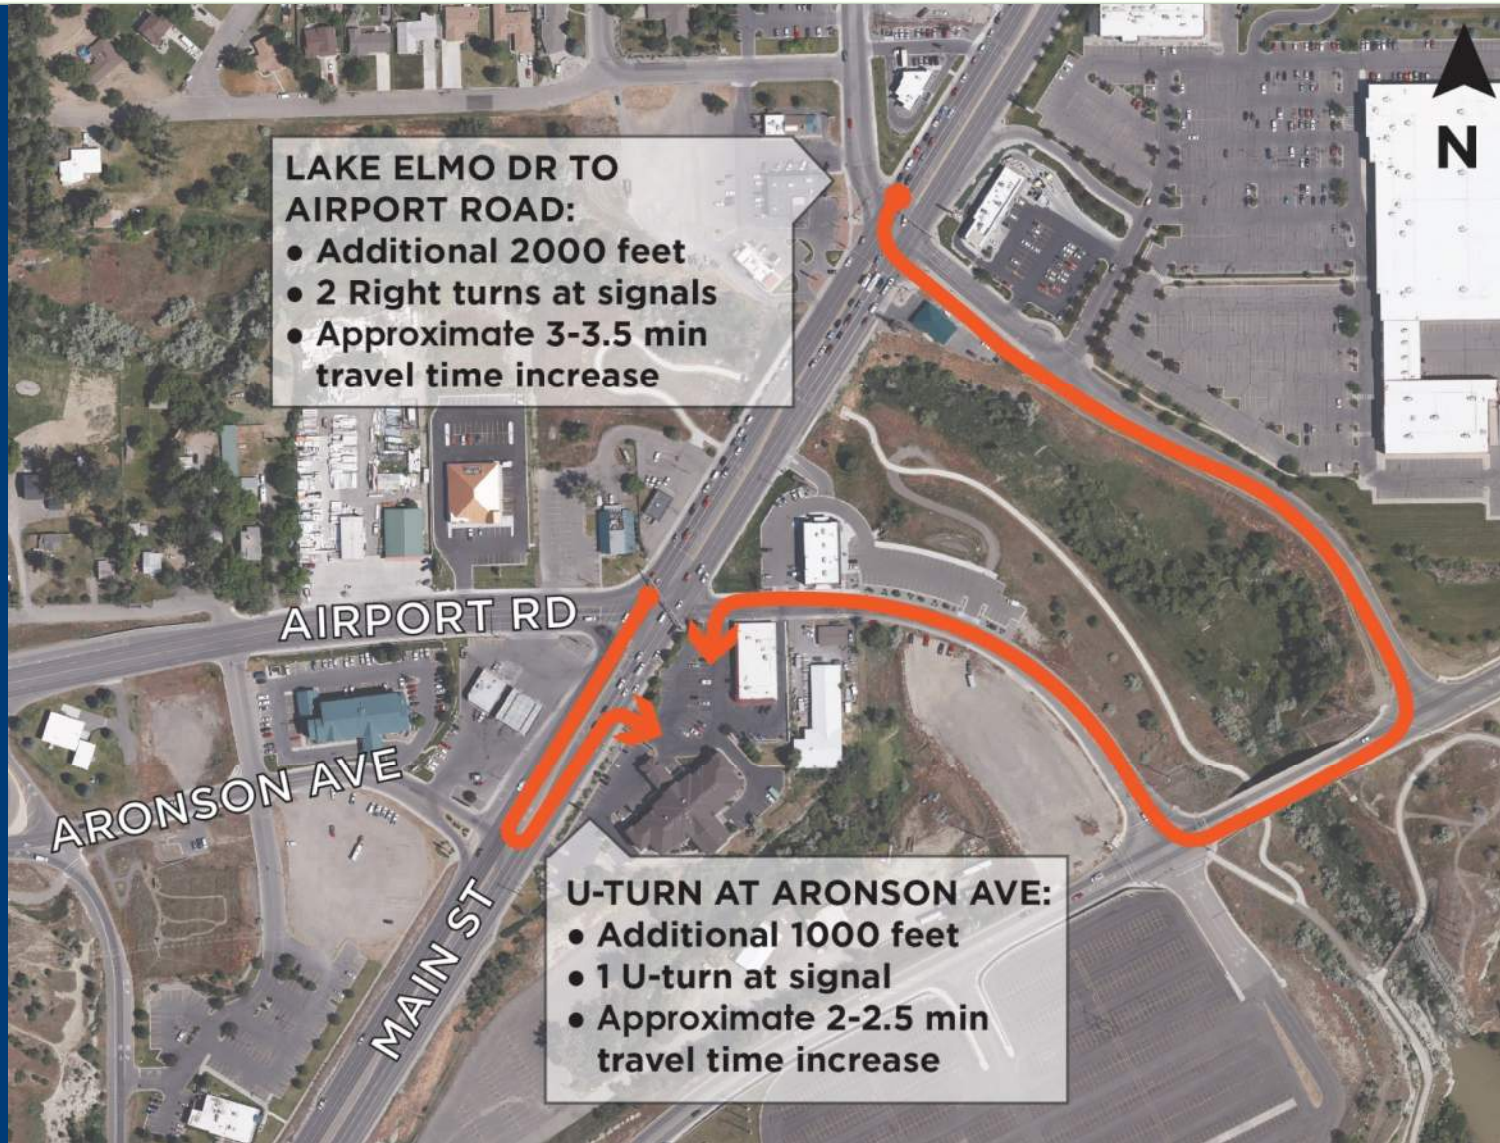 LAKE ELMO DR TO
AIRPORT ROAD:
● Additional 2000 feet
● 2 Right turns at signals
● Approximate 3-3.5 min
travel time increase
N
AIRPORT RD
ARONSON AVE
MAIN ST
U-TURN AT ARONSON AVE:
● Additional 1000 feet
● 1 U-turn at signal
● Approximate 2-2.5 min
travel time increase